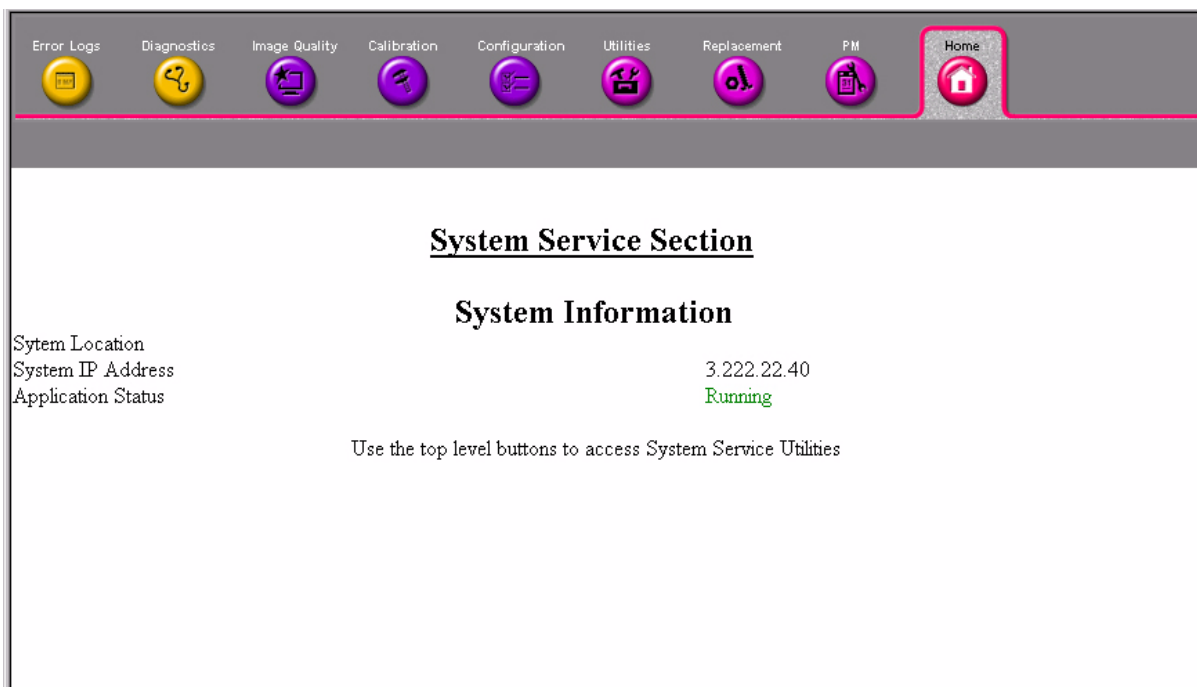 Error Logs Diagnostics Image Quality Calibration Configuration Utilities Replacement PM Home
System Service Section
System Information
Sytem Location
System IP Address 3.222.22.40
Application Status Running
Use the top level buttons to access System Service Utilities